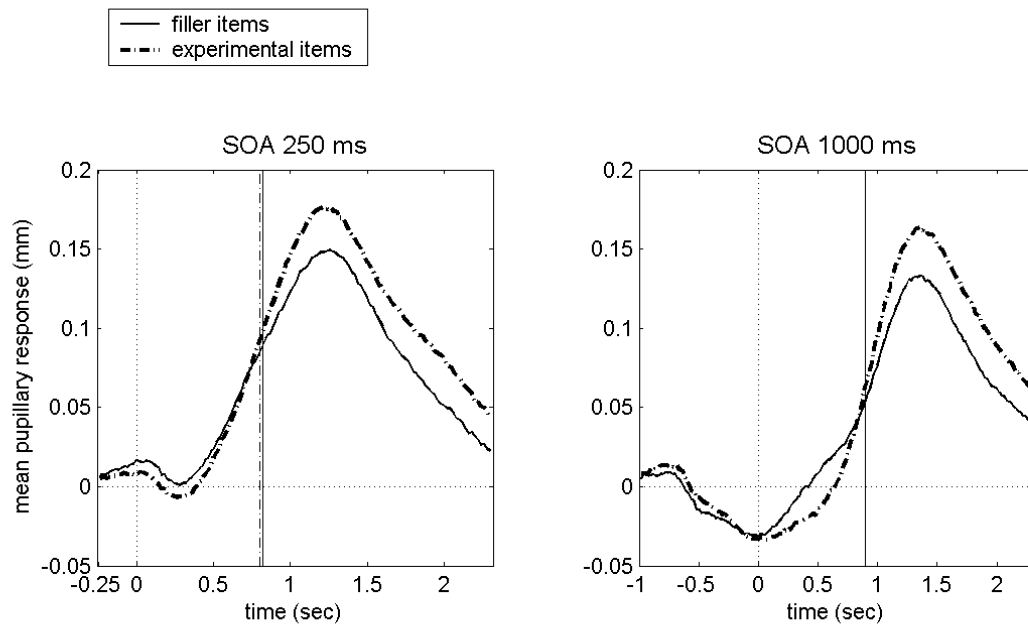 filler items
experimental items
SOA 250 ms
SOA 1000 ms
mean pupillary response (mm)
0.2
0.15
0.1
0.05
0
-0.05
-0.25 0 0.5 1 1.5 2
time (sec)
0.2
0.15
0.1
0.05
0
-0.05
-1 -0.5 0 0.5 1 1.5 2
time (sec)